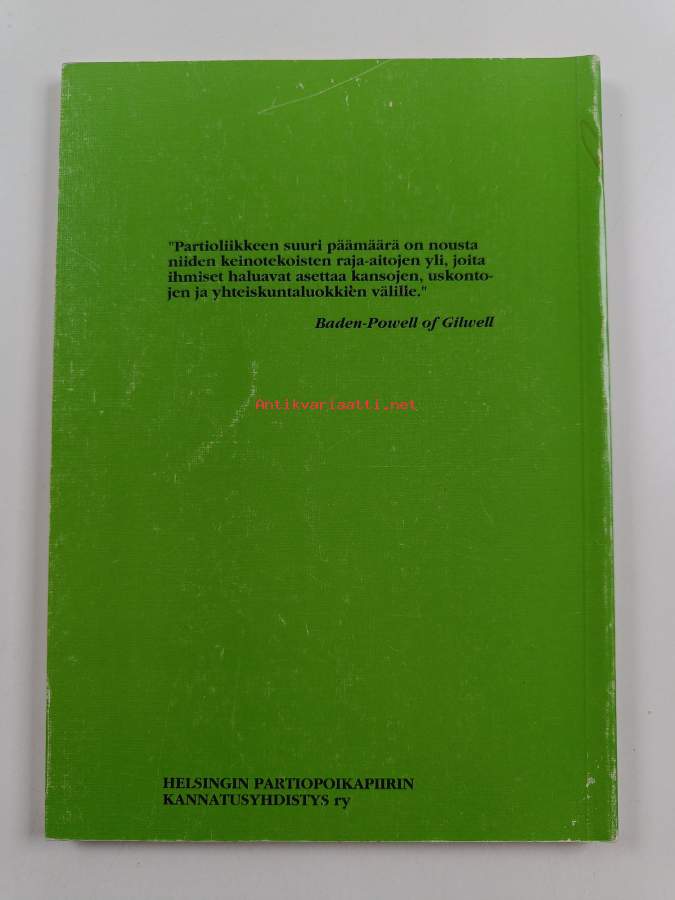 "Partioliikkeen suuri päämäärä on nousta
niiden keinotekoisten raja-aitojen yli, joita
ihmiset haluavat asettaa kansojen, uskonto-
jen ja yhteiskuntaluokkien välille."
Baden-Powell of Gilwell
Antikvariaatti.net
HELSINGIN PARTIOPOIKAPIIRIN
KANNATUSYHDISTYS ry